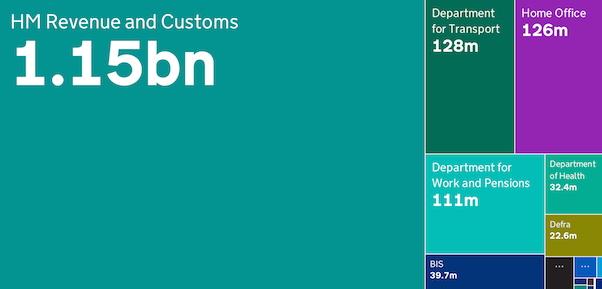 HM Revenue and Customs
1.15bn
Department
for Transport
128m
Home Office
126m
Department for
Work and Pensions
111m
Department
of Health
32.4m
Defra
22.6m
BIS
39.7m
...
...